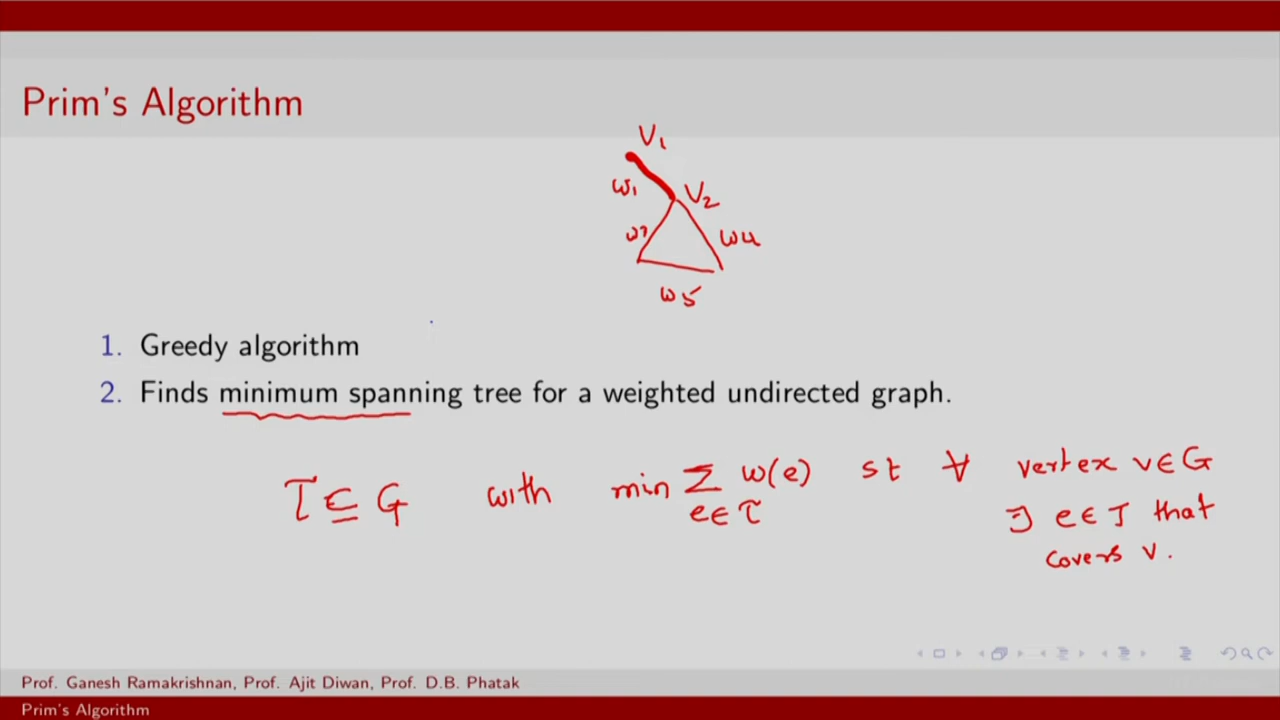 Prim's Algorithm
V1
w1
V2
w3
w4
w5
1. Greedy algorithm
2. Finds minimum spanning tree for a weighted undirected graph.
T ⊆ G with min Σ w(e) st ∀ vertex v ∈ G
e ∈ T
∃ e ∈ T that
covers v.
Prof. Ganesh Ramakrishnan, Prof. Ajit Diwan, Prof. D.B. Phatak
Prim's Algorithm